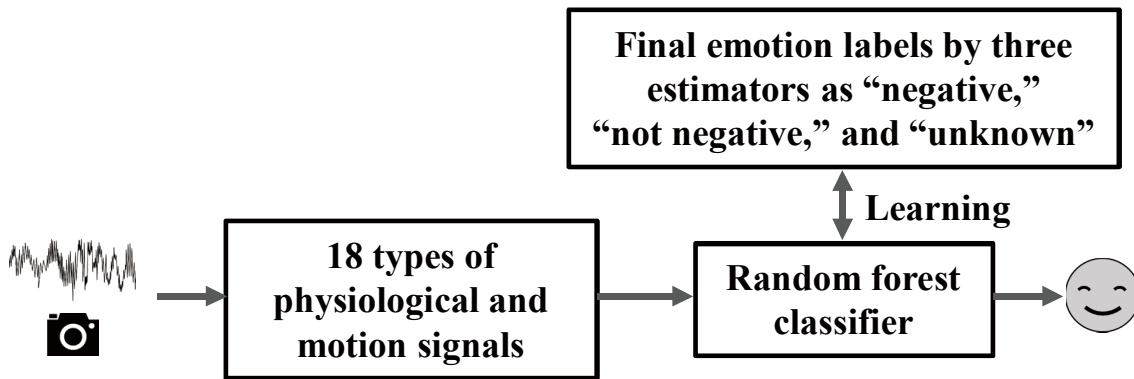 Final emotion labels by three
estimators as “negative,”
“not negative,” and “unknown”
Learning
18 types of
physiological and
motion signals
Random forest
classifier